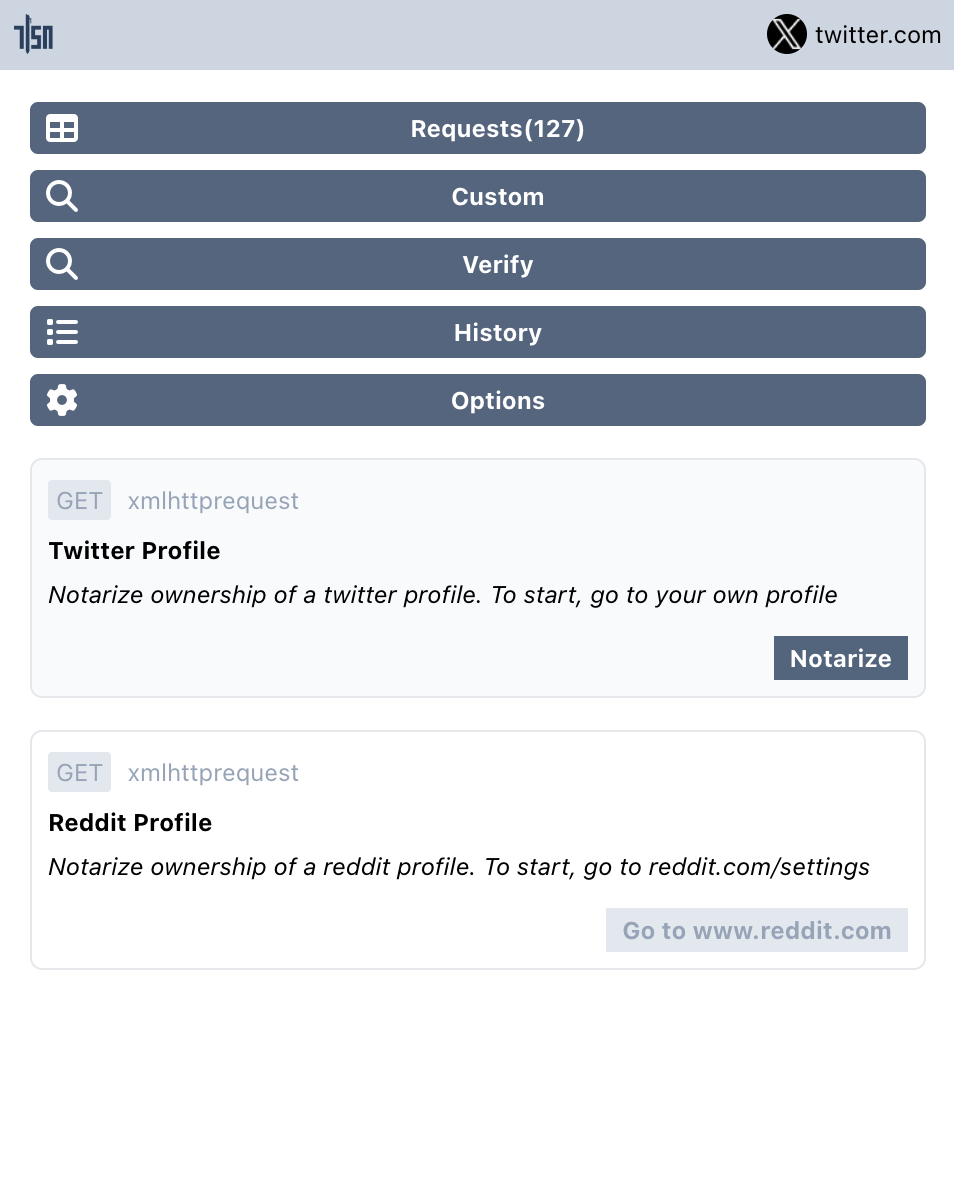 TLSN
twitter.com
Requests(127)
Custom
Verify
History
Options
GET xmlhttprequest
Twitter Profile
Notarize ownership of a twitter profile. To start, go to your own profile
Notarize
GET xmlhttprequest
Reddit Profile
Notarize ownership of a reddit profile. To start, go to reddit.com/settings
Go to www.reddit.com